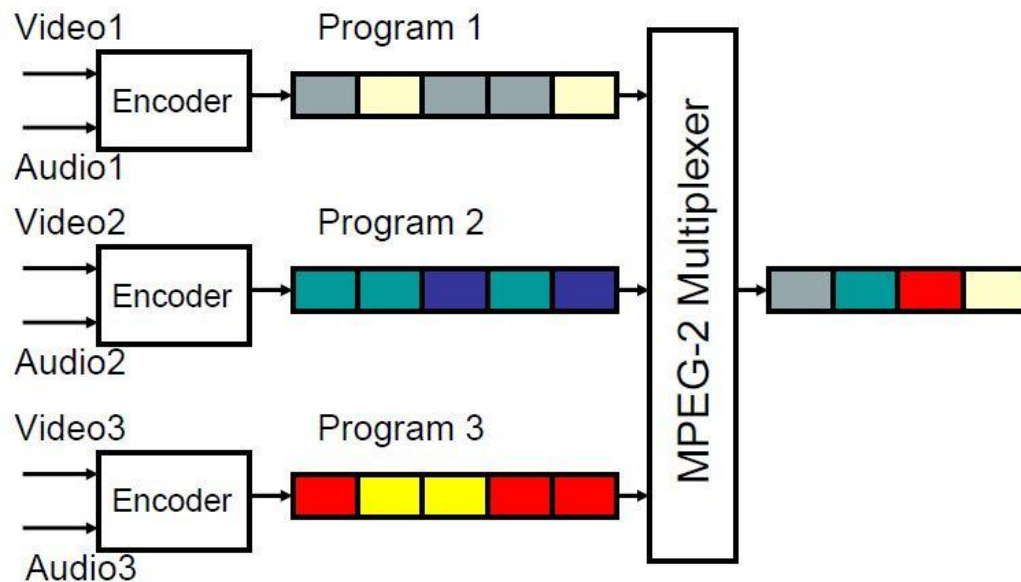 Video1
Program 1
Encoder
Audio1
Video2
Program 2
Encoder
Audio2
Video3
Program 3
Encoder
Audio3
MPEG-2 Multiplexer